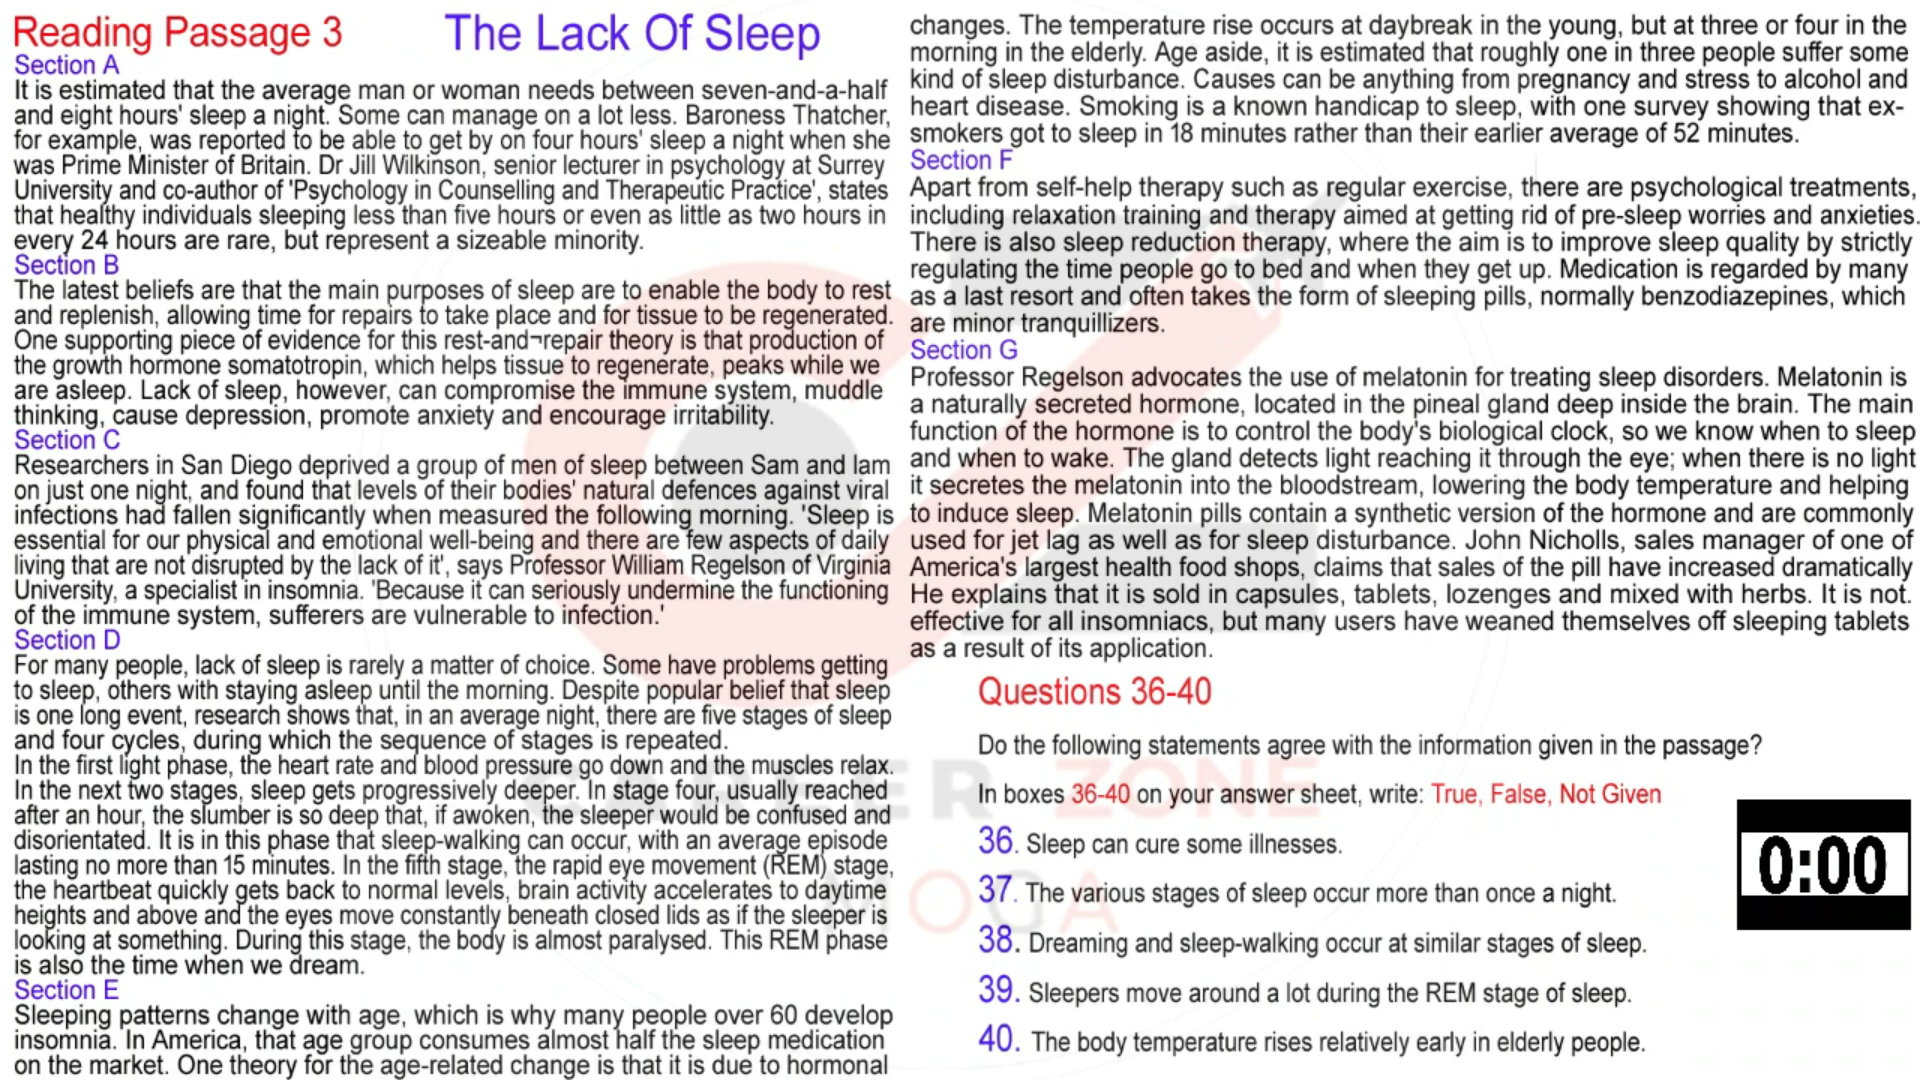 Reading Passage 3
The Lack Of Sleep
Section A
It is estimated that the average man or woman needs between seven-and-a-half
and eight hours' sleep a night. Some can manage on a lot less. Baroness Thatcher,
for example, was reported to be able to get by on four hours' sleep a night when she
was Prime Minister of Britain. Dr Jill Wilkinson, senior lecturer in psychology at Surrey
University and co-author of 'Psychology in Counselling and Therapeutic Practice', states
that healthy individuals sleeping less than five hours or even as little as two hours in
every 24 hours are rare, but represent a sizeable minority.
Section B
The latest beliefs are that the main purposes of sleep are to enable the body to rest
and replenish, allowing time for repairs to take place and for tissue to be regenerated.
One supporting piece of evidence for this rest-and¬repair theory is that production of
the growth hormone somatotropin, which helps tissue to regenerate, peaks while we
are asleep. Lack of sleep, however, can compromise the immune system, muddle
thinking, cause depression, promote anxiety and encourage irritability.
Section C
Researchers in San Diego deprived a group of men of sleep between Sam and lam
on just one night, and found that levels of their bodies' natural defences against viral
infections had fallen significantly when measured the following morning. 'Sleep is
essential for our physical and emotional well-being and there are few aspects of daily
living that are not disrupted by the lack of it', says Professor William Regelson of Virginia
University, a specialist in insomnia. 'Because it can seriously undermine the functioning
of the immune system, sufferers are vulnerable to infection.'
Section D
For many people, lack of sleep is rarely a matter of choice. Some have problems getting
to sleep, others with staying asleep until the morning. Despite popular belief that sleep
is one long event, research shows that, in an average night, there are five stages of sleep
and four cycles, during which the sequence of stages is repeated.
In the first light phase, the heart rate and blood pressure go down and the muscles relax.
In the next two stages, sleep gets progressively deeper. In stage four, usually reached
after an hour, the slumber is so deep that, if awoken, the sleeper would be confused and
disorientated. It is in this phase that sleep-walking can occur, with an average episode
lasting no more than 15 minutes. In the fifth stage, the rapid eye movement (REM) stage,
the heartbeat quickly gets back to normal levels, brain activity accelerates to daytime
heights and above and the eyes move constantly beneath closed lids as if the sleeper is
looking at something. During this stage, the body is almost paralysed. This REM phase
is also the time when we dream.
Section E
Sleeping patterns change with age, which is why many people over 60 develop
insomnia. In America, that age group consumes almost half the sleep medication
on the market. One theory for the age-related change is that it is due to hormonal
changes. The temperature rise occurs at daybreak in the young, but at three or four in the
morning in the elderly. Age aside, it is estimated that roughly one in three people suffer some
kind of sleep disturbance. Causes can be anything from pregnancy and stress to alcohol and
heart disease. Smoking is a known handicap to sleep, with one survey showing that ex-
smokers got to sleep in 18 minutes rather than their earlier average of 52 minutes.
Section F
Apart from self-help therapy such as regular exercise, there are psychological treatments,
including relaxation training and therapy aimed at getting rid of pre-sleep worries and anxieties.
There is also sleep reduction therapy, where the aim is to improve sleep quality by strictly
regulating the time people go to bed and when they get up. Medication is regarded by many
as a last resort and often takes the form of sleeping pills, normally benzodiazepines, which
are minor tranquillizers.
Section G
Professor Regelson advocates the use of melatonin for treating sleep disorders. Melatonin is
a naturally secreted hormone, located in the pineal gland deep inside the brain. The main
function of the hormone is to control the body's biological clock, so we know when to sleep
and when to wake. The gland detects light reaching it through the eye; when there is no light
it secretes the melatonin into the bloodstream, lowering the body temperature and helping
to induce sleep. Melatonin pills contain a synthetic version of the hormone and are commonly
used for jet lag as well as for sleep disturbance. John Nicholls, sales manager of one of
America's largest health food shops, claims that sales of the pill have increased dramatically
He explains that it is sold in capsules, tablets, lozenges and mixed with herbs. It is not.
effective for all insomniacs, but many users have weaned themselves off sleeping tablets
as a result of its application.
Questions 36-40
Do the following statements agree with the information given in the passage?
In boxes 36-40 on your answer sheet, write: True, False, Not Given
36. Sleep can cure some illnesses.
37. The various stages of sleep occur more than once a night.
38. Dreaming and sleep-walking occur at similar stages of sleep.
39. Sleepers move around a lot during the REM stage of sleep.
40. The body temperature rises relatively early in elderly people.
0:00
CAREER ZONE
MOGA